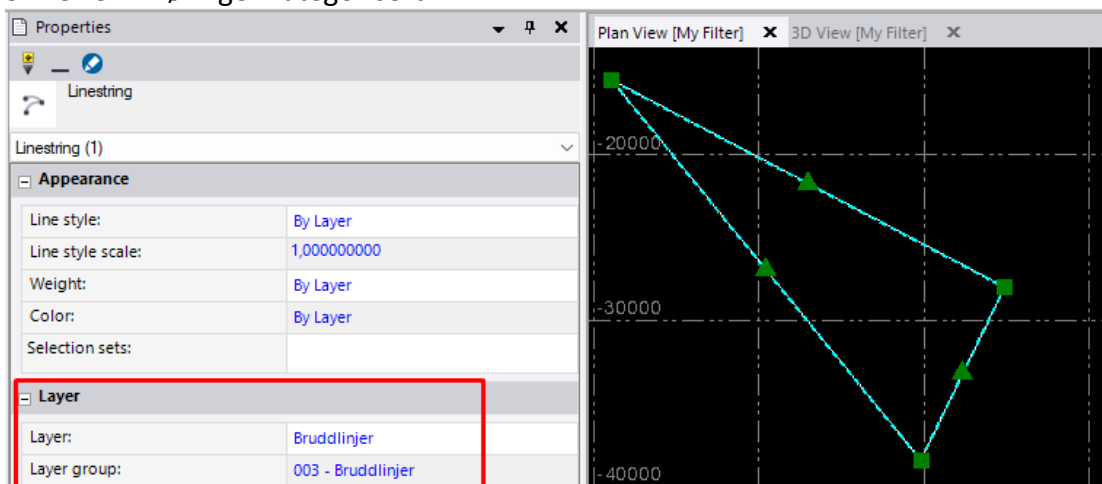 Properties
Linestring
Linestring (1)
Appearance
Line style: By Layer
Line style scale: 1,000000000
Weight: By Layer
Color: By Layer
Selection sets:
Layer
Layer: Bruddlinjer
Layer group: 003 - Bruddlinjer
Plan View [My Filter] 3D View [My Filter]
-20000
-30000
-40000